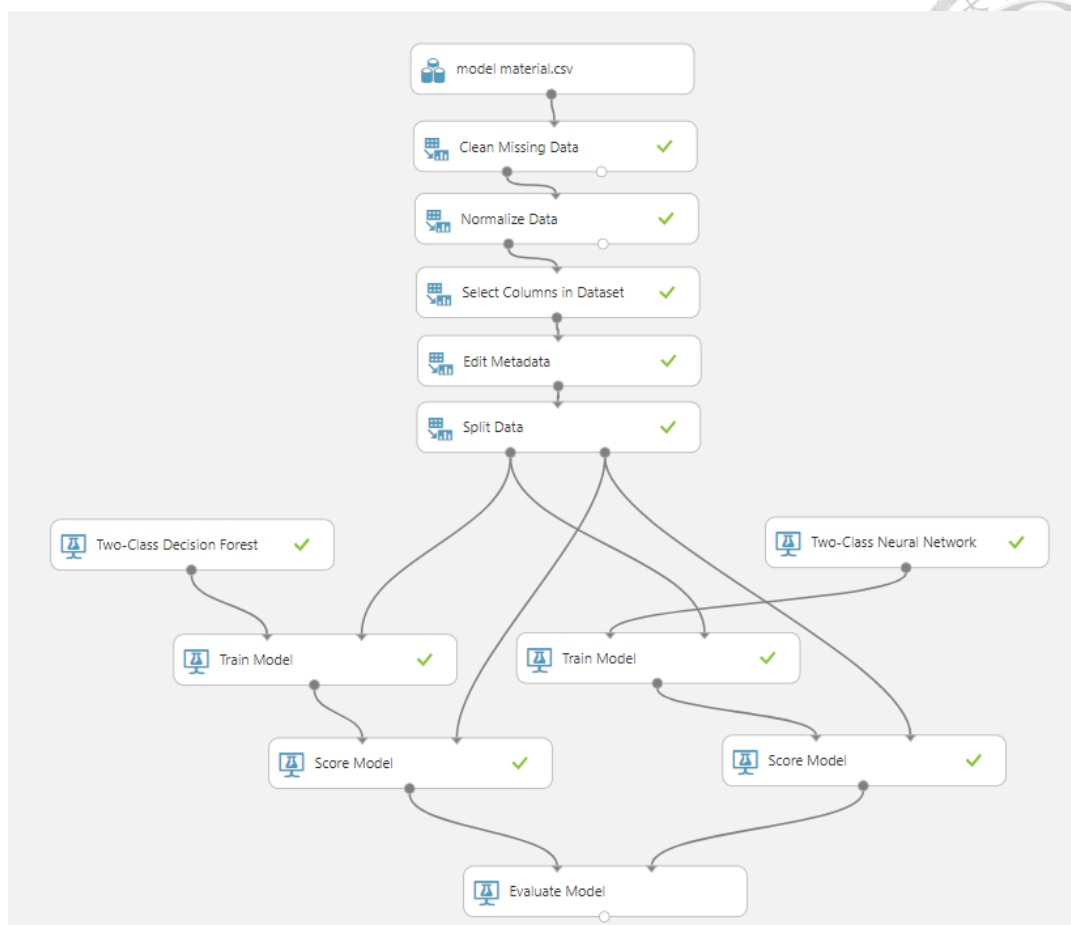 model material.csv
Clean Missing Data
Normalize Data
Select Columns in Dataset
Edit Metadata
Split Data
Two-Class Decision Forest
Two-Class Neural Network
Train Model
Train Model
Score Model
Score Model
Evaluate Model